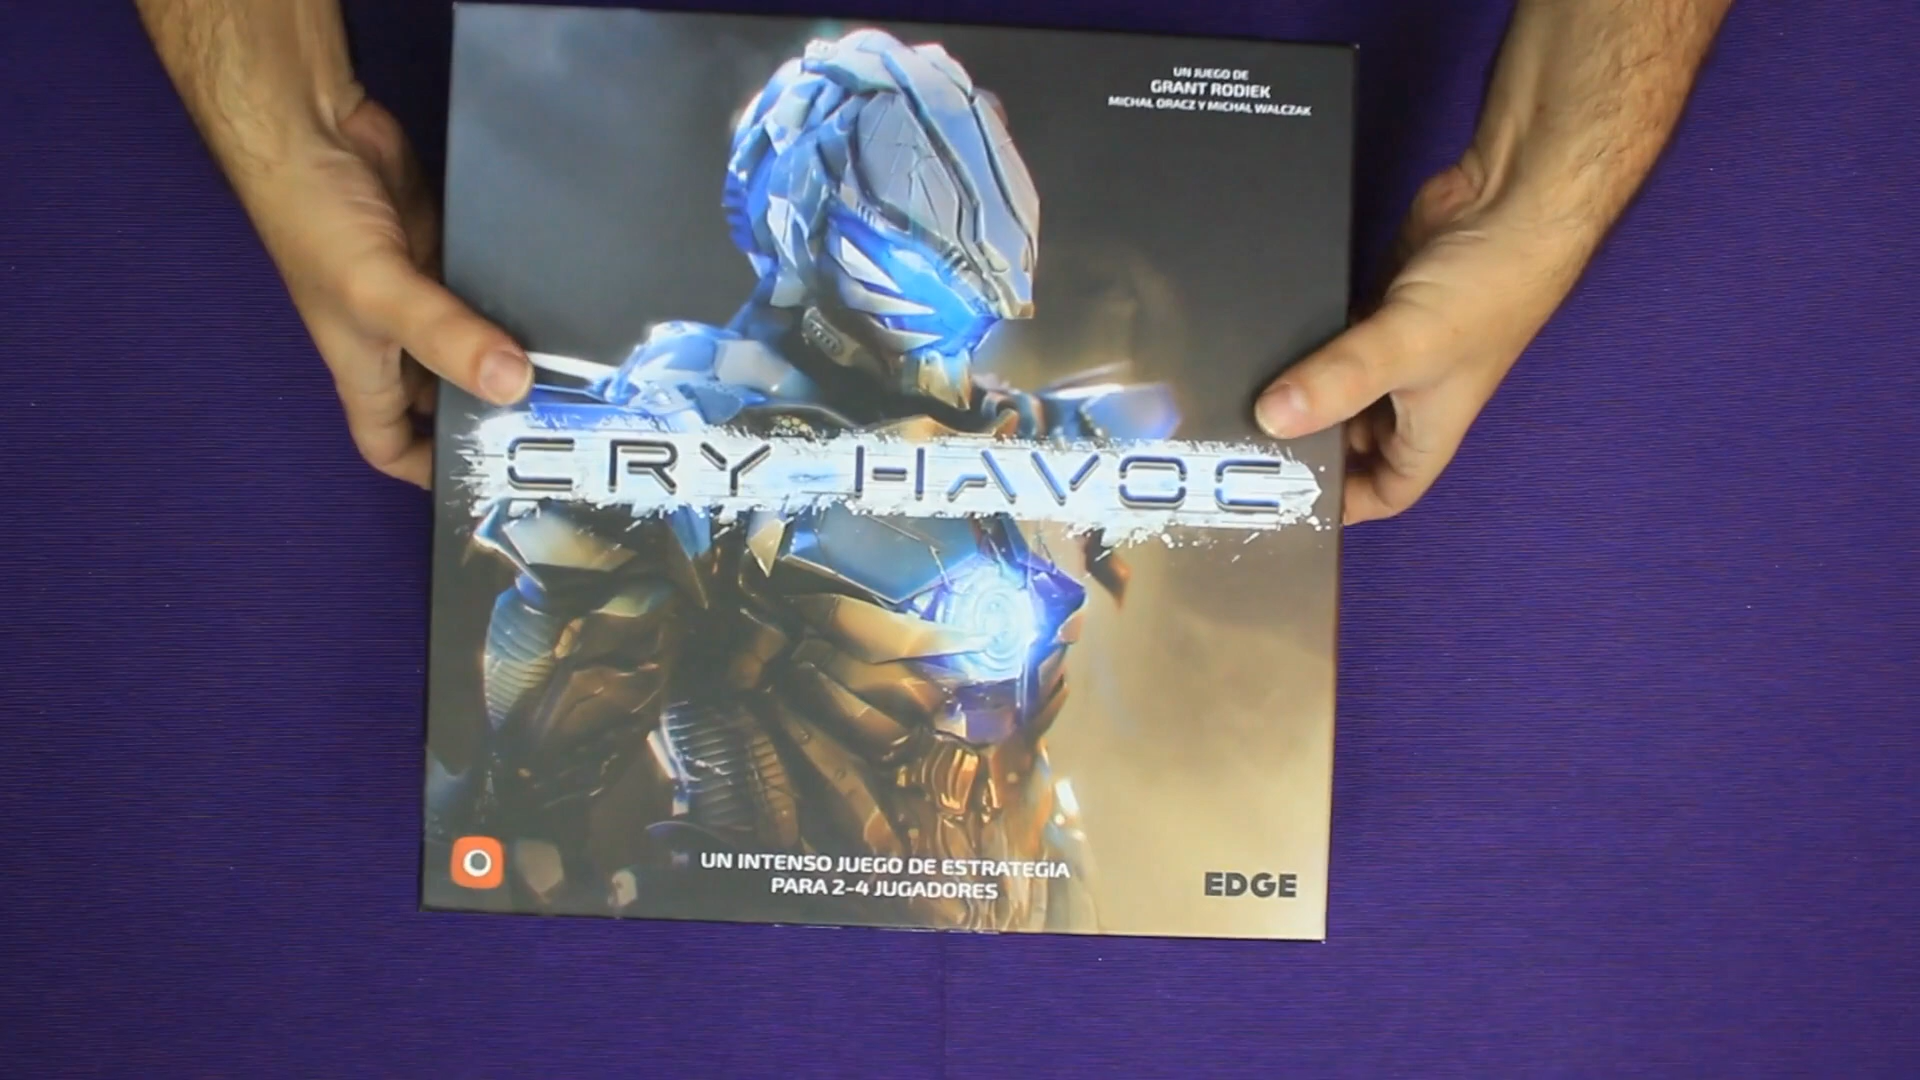 UN JUEGO DE
GRANT RODIEK
MICHAŁ ORACZ Y MICHAŁ WALCZAK
CRY HAVOC
UN INTENSO JUEGO DE ESTRATEGIA
PARA 2-4 JUGADORES
EDGE